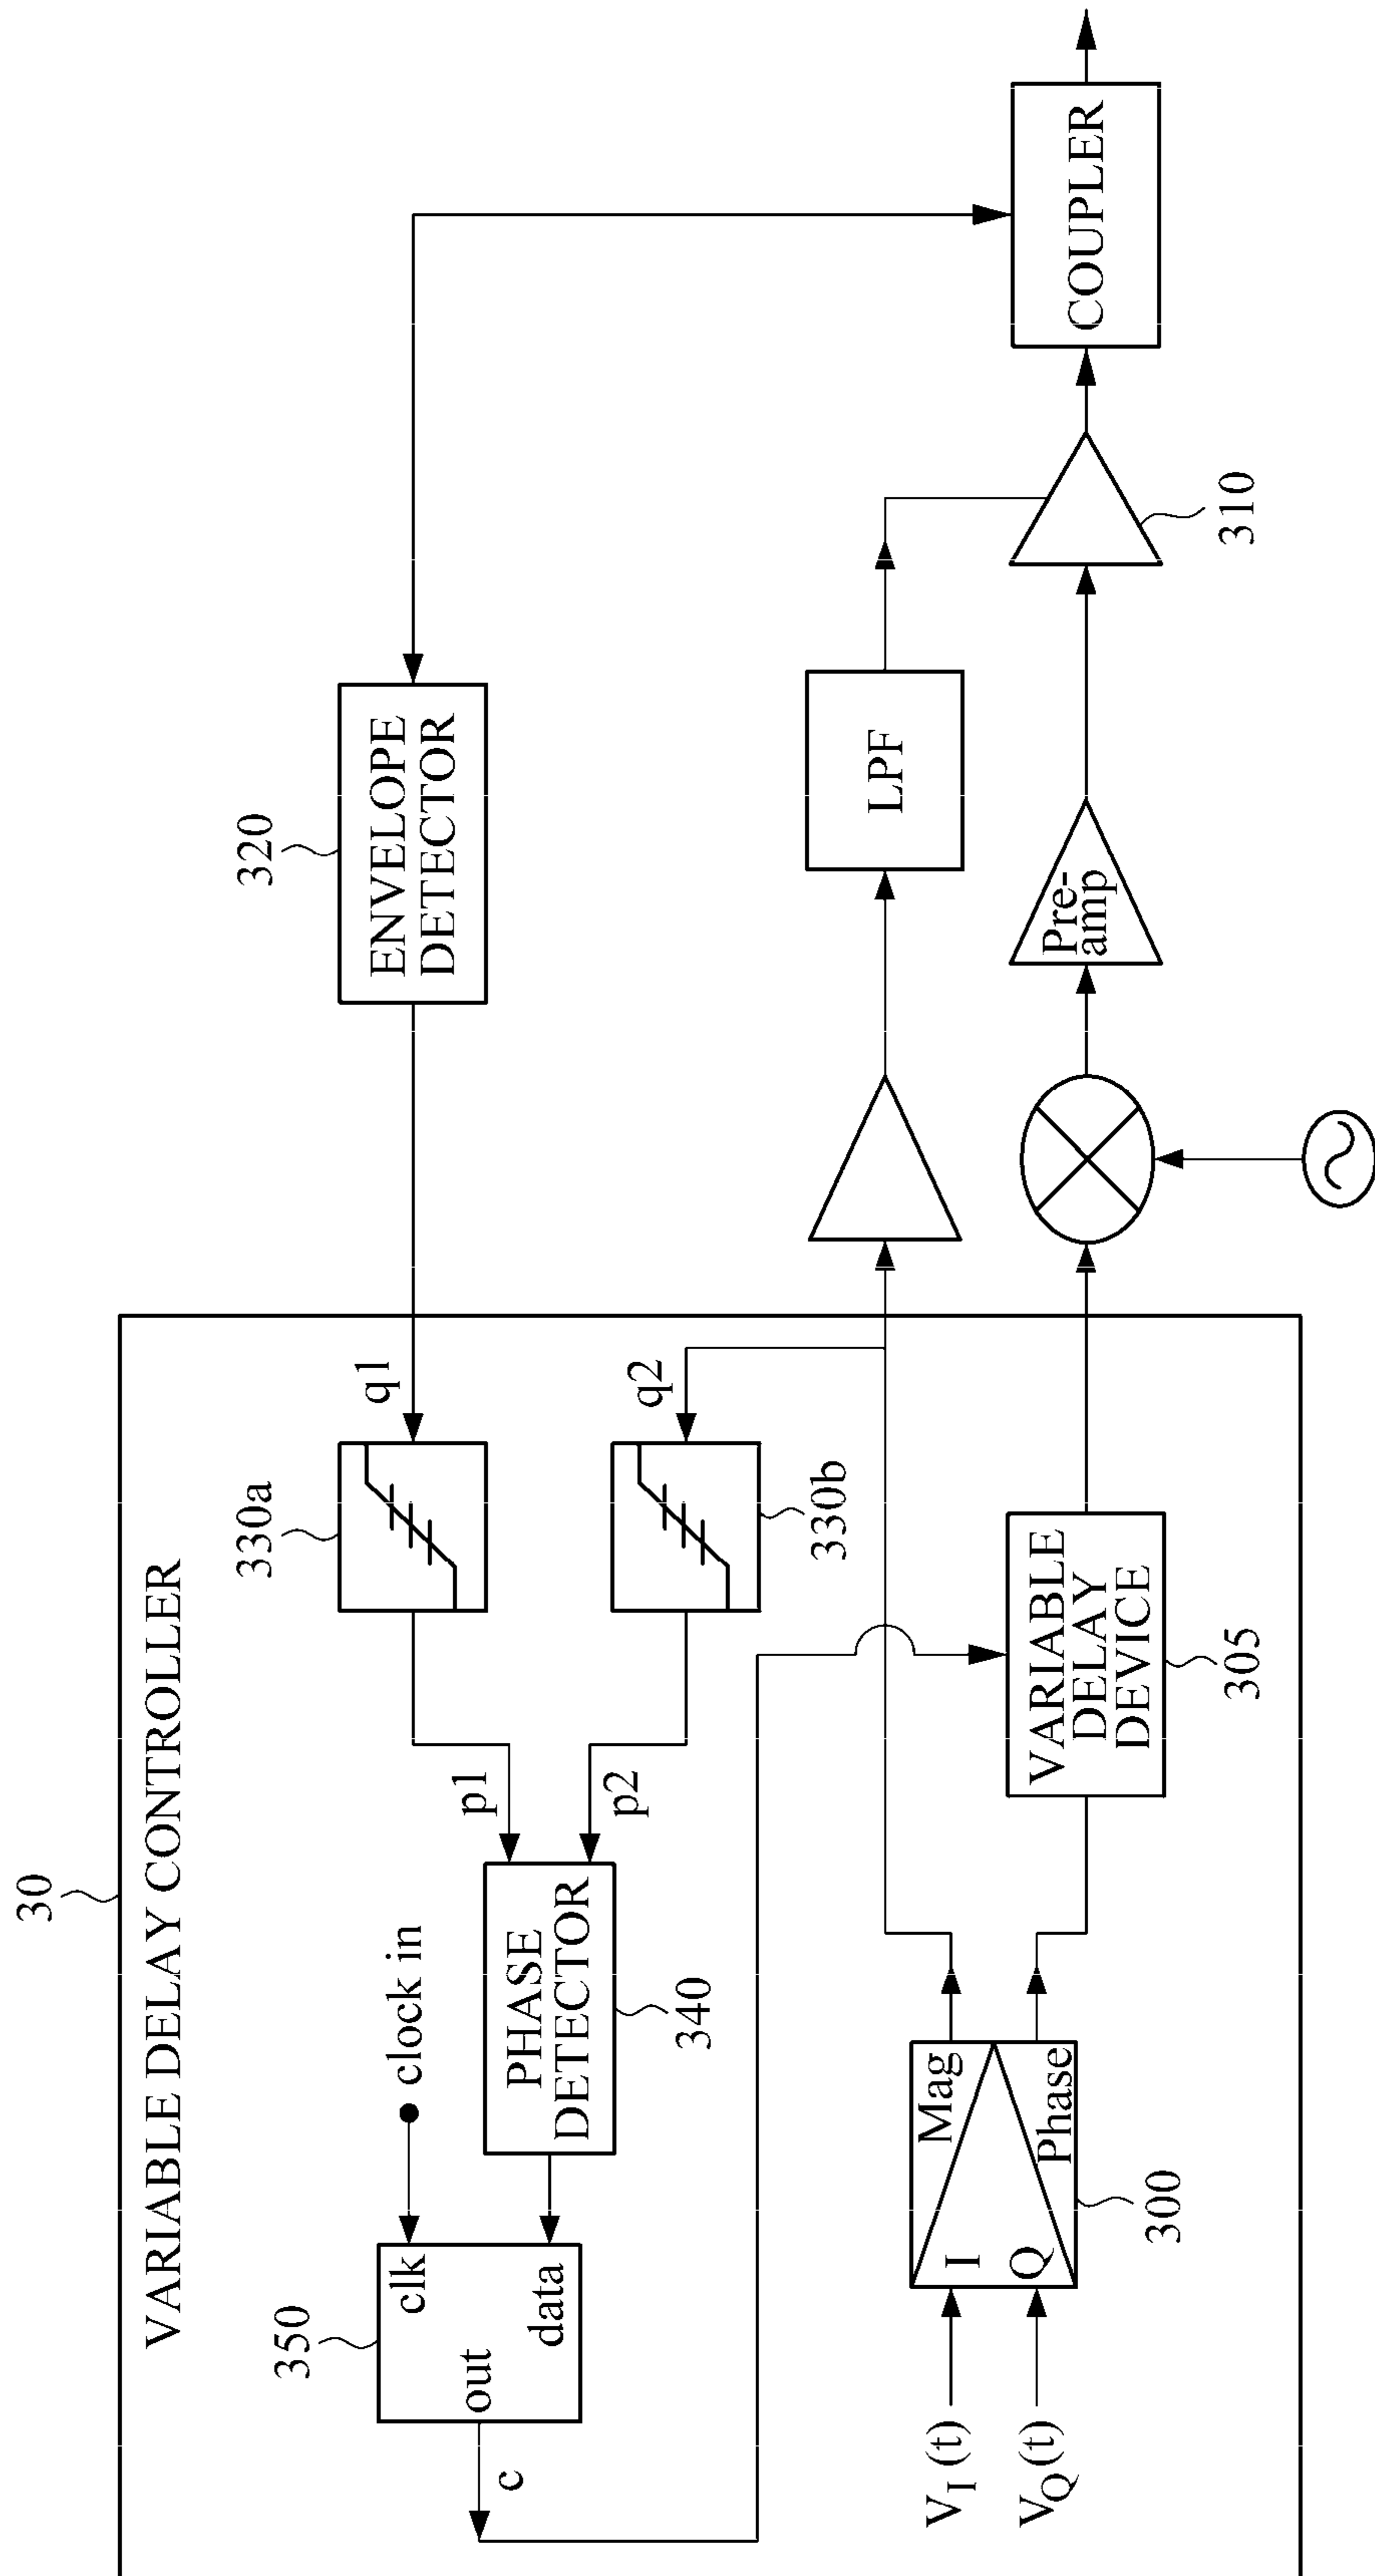 30
VARIABLE DELAY CONTROLLER
350
clk
out
data
clock in
c
PHASE
DETECTOR
340
p1
p2
330a
q1
330b
q2
320
ENVELOPE
DETECTOR
V_I(t)
V_Q(t)
I
Q
Mag
Phase
300
VARIABLE
DELAY
DEVICE
305
LPF
Pre-
amp
310
COUPLER